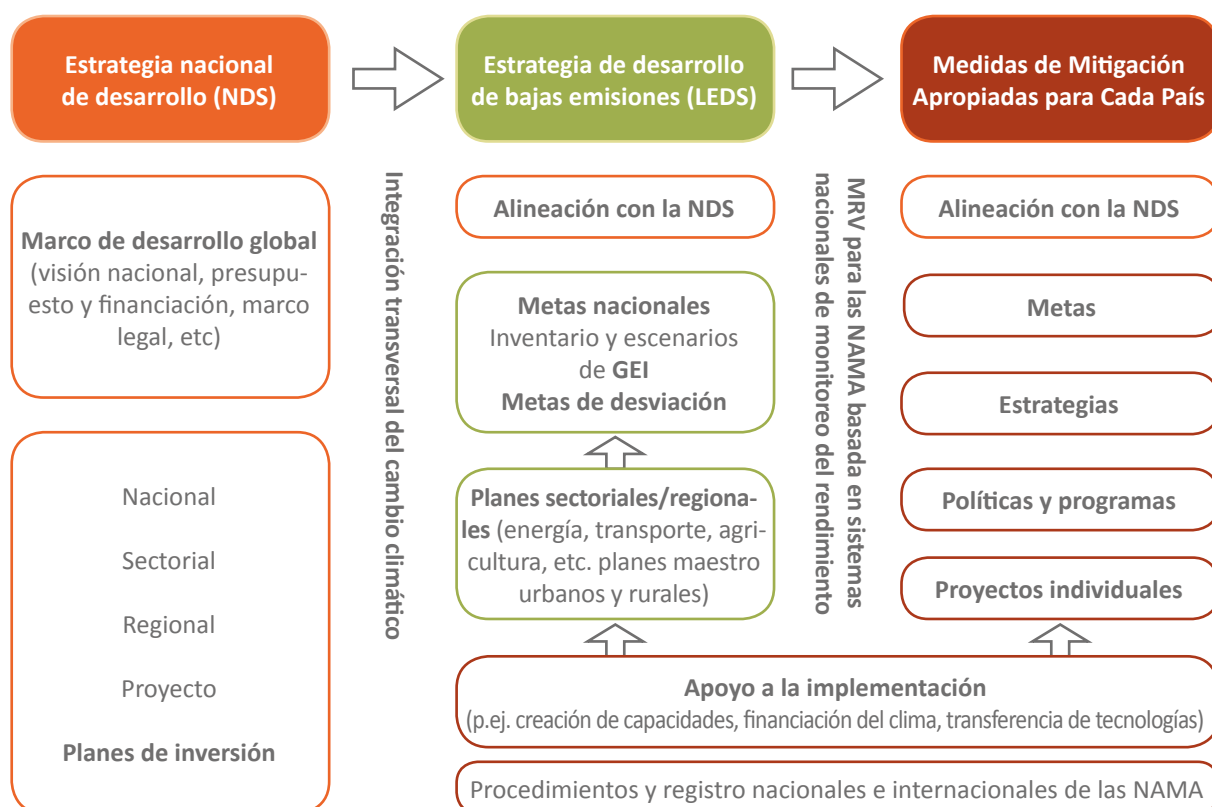 Estrategia nacional
de desarrollo (NDS)
Estrategia de desarrollo
de bajas emisiones (LEDS)
Medidas de Mitigación
Apropiadas para Cada País
Marco de desarrollo global
(visión nacional, presupu-
esto y financiación, marco
legal, etc)
Nacional
Sectorial
Regional
Proyecto
Planes de inversión
Integración transversal del cambio climático
Alineación con la NDS
Metas nacionales
Inventario y escenarios
de GEI
Metas de desviación
Planes sectoriales/regiona-
les (energía, transporte, agri-
cultura, etc. planes maestro
urbanos y rurales)
MRV para las NAMA basada en sistemas
nacionales de monitoreo del rendimiento
Alineación con la NDS
Metas
Estrategias
Políticas y programas
Proyectos individuales
Apoyo a la implementación
(p.ej. creación de capacidades, financiación del clima, transferencia de tecnologías)
Procedimientos y registro nacionales e internacionales de las NAMA